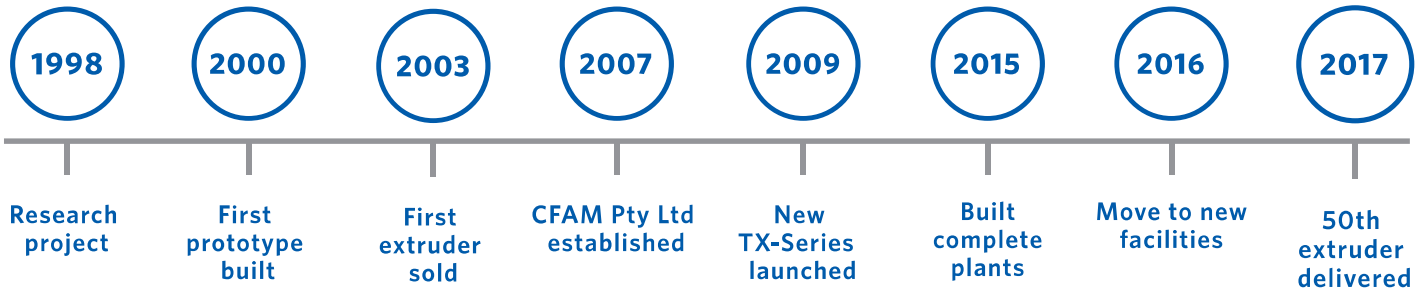 1998
2000
2003
2007
2009
2015
2016
2017
Research
project
First
prototype
built
First
extruder
sold
CFAM Pty Ltd
established
New
TX-Series
launched
Built
complete
plants
Move to new
facilities
50th
extruder
delivered